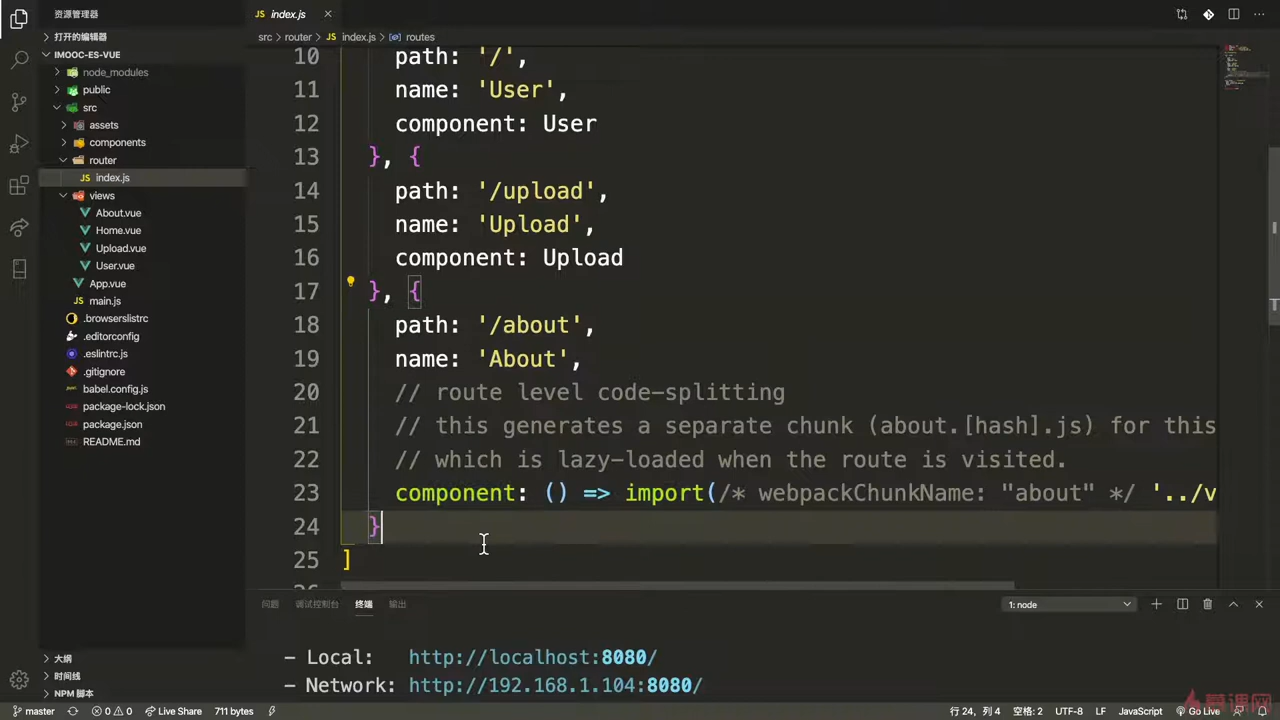 资源管理器
打开的编辑器
IMOOC-ES-VUE
node_modules
public
src
assets
components
router
JS index.js
views
About.vue
Home.vue
Upload.vue
User.vue
App.vue
JS main.js
.browserslistrc
.editorconfig
.eslintrc.js
.gitignore
babel.config.js
package-lock.json
package.json
README.md
大纲
时间线
NPM 脚本
JS index.js
src router JS index.js routes
10 path: '/',
11 name: 'User',
12 component: User
13 }, {
14 path: '/upload',
15 name: 'Upload',
16 component: Upload
17 }, {
18 path: '/about',
19 name: 'About',
20 // route level code-splitting
21 // this generates a separate chunk (about.[hash].js) for this
22 // which is lazy-loaded when the route is visited.
23 component: () => import(/* webpackChunkName: "about" */ '../v
24 }
25 ]
问题 调试控制台 终端 输出 1: node
- Local: http://localhost:8080/
- Network: http://192.168.1.104:8080/
master 0 0 Live Share 711 bytes 行 24，列 4 空格: 2 UTF-8 LF JavaScript Go Live
慕课网